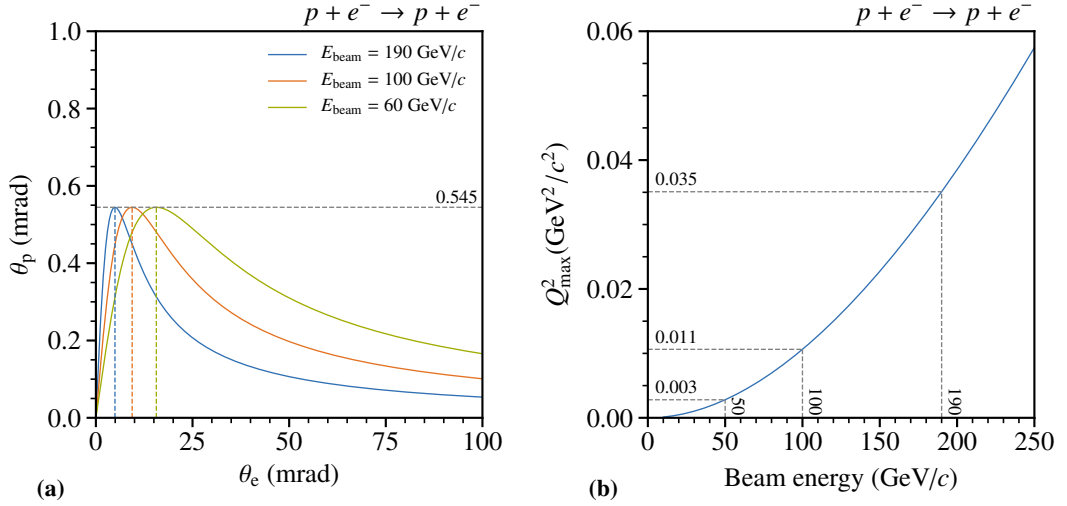 p + e⁻ → p + e⁻
1.0
0.8
0.6
0.4
0.2
0.0
θp (mrad)
E_beam = 190 GeV/c
E_beam = 100 GeV/c
E_beam = 60 GeV/c
0.545
0 25 50 75 100
θe (mrad)
(a)
p + e⁻ → p + e⁻
0.06
0.04
0.02
0.00
Q²max(GeV²/c²)
0.035
0.011
0.003
50
100
190
0 50 100 150 200 250
Beam energy (GeV/c)
(b)